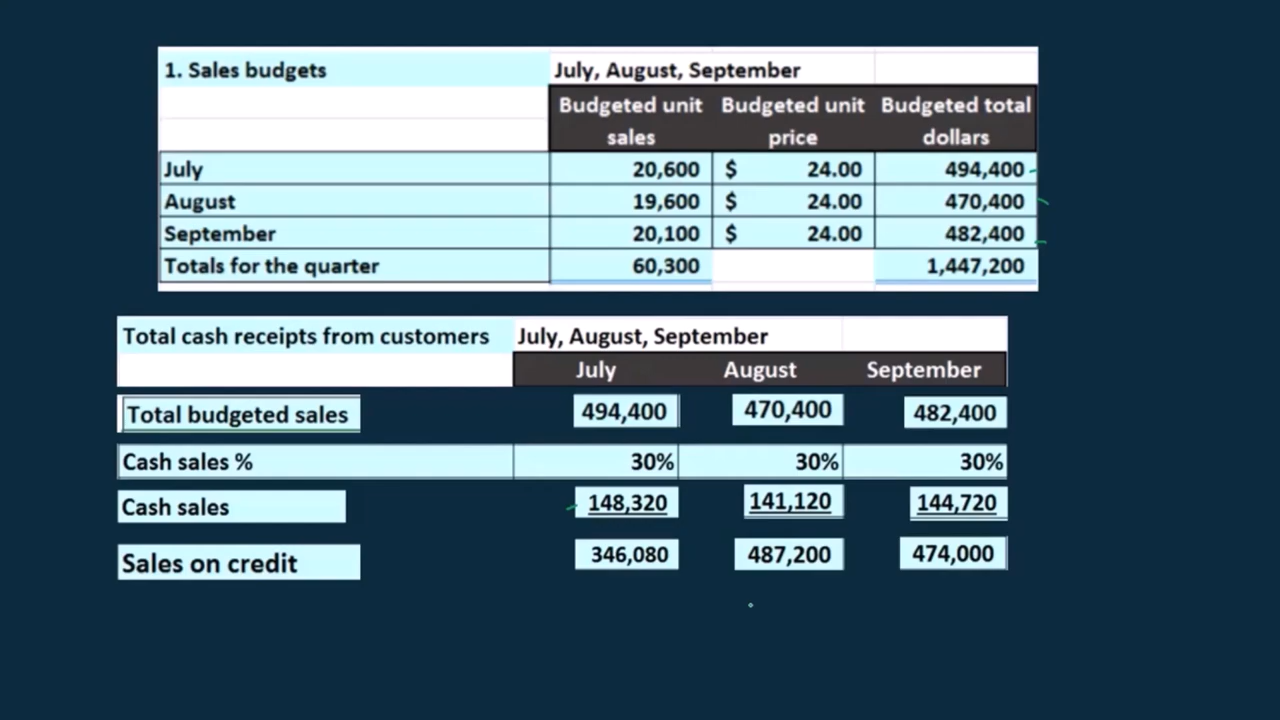 1. Sales budgets July, August, September
Budgeted unit sales Budgeted unit price Budgeted total dollars
July 20,600 $ 24.00 494,400
August 19,600 $ 24.00 470,400
September 20,100 $ 24.00 482,400
Totals for the quarter 60,300 1,447,200
Total cash receipts from customers July, August, September
July August September
Total budgeted sales 494,400 470,400 482,400
Cash sales % 30% 30% 30%
Cash sales 148,320 141,120 144,720
Sales on credit 346,080 487,200 474,000